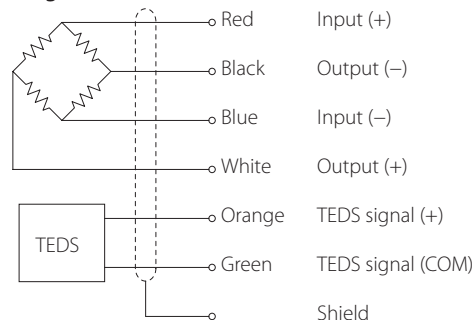 Red Input (+)
Black Output (−)
Blue Input (−)
White Output (+)
Orange TEDS signal (+)
TEDS
Green TEDS signal (COM)
Shield